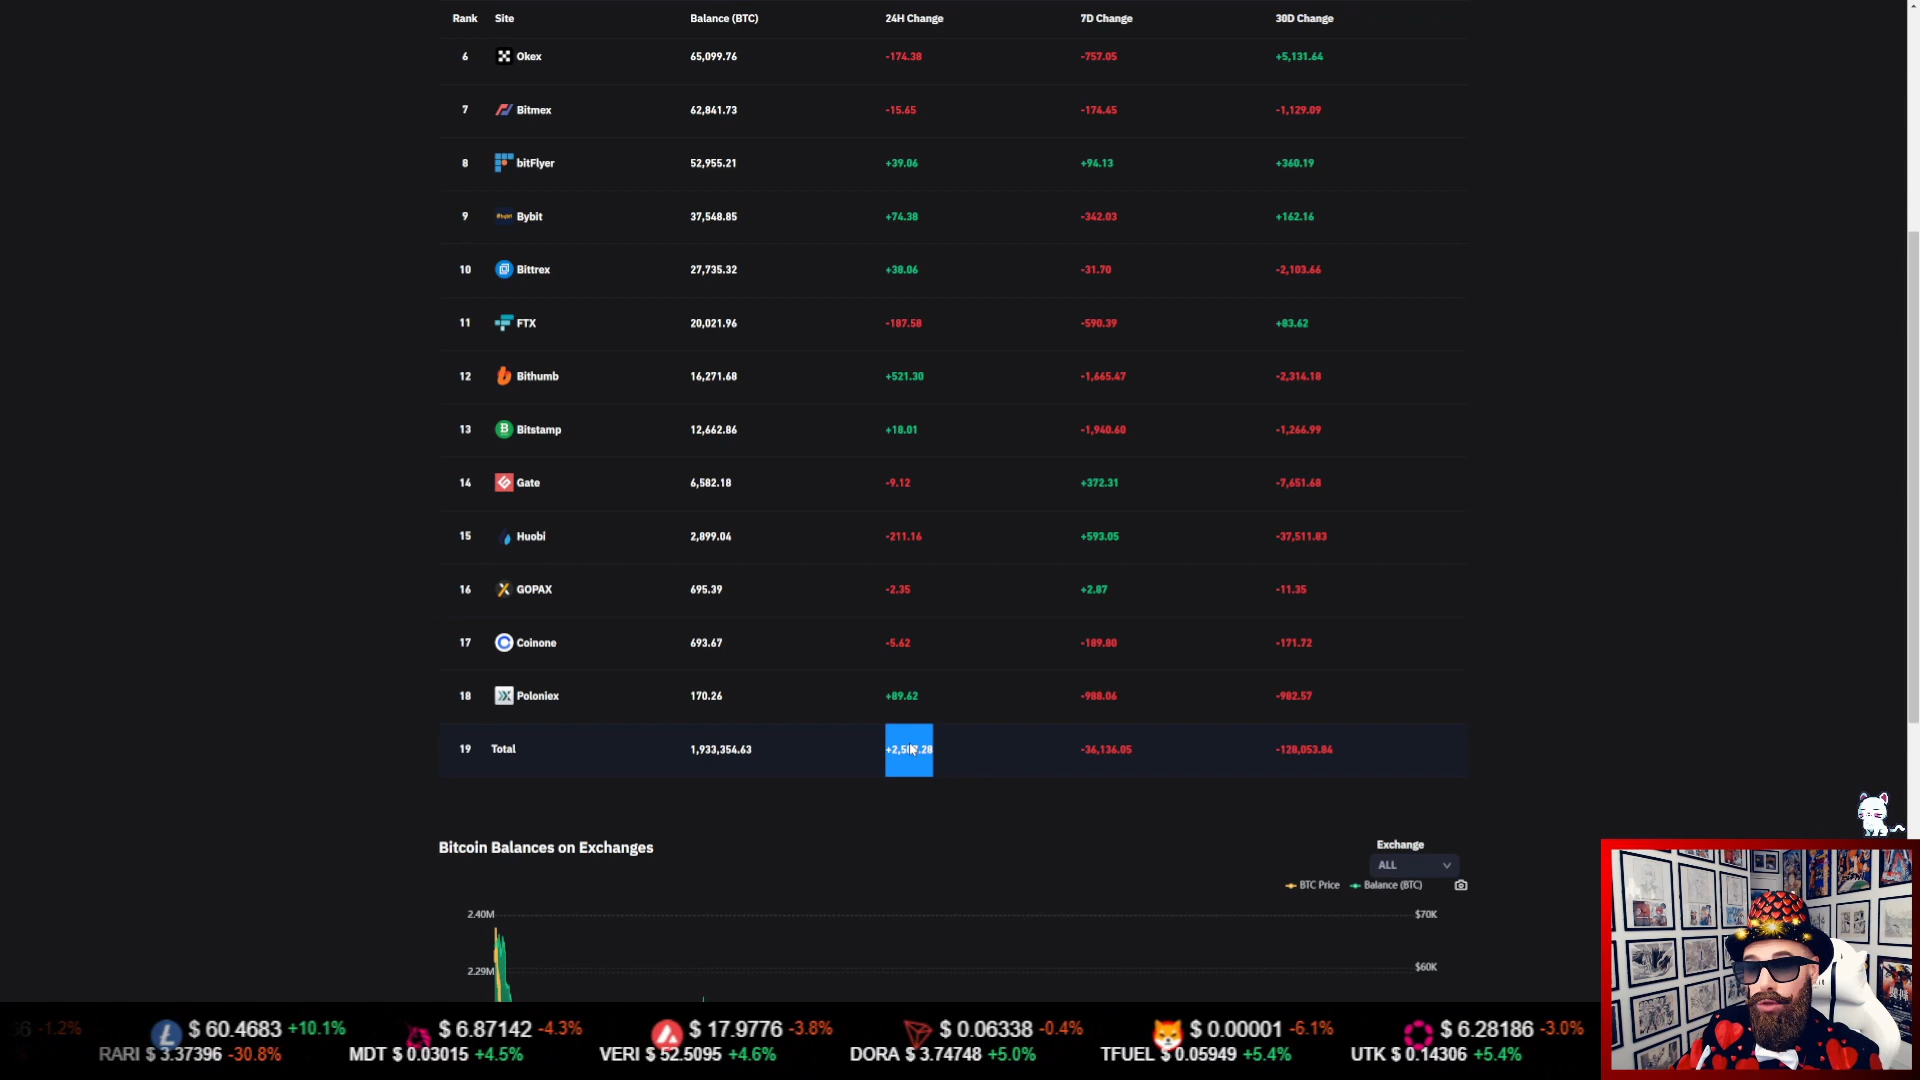 Rank Site Balance (BTC) 24H Change 7D Change 30D Change
6 Okex 65,099.76 -174.38 -757.05 +5,131.64
7 Bitmex 62,841.73 -15.65 -174.45 -1,129.09
8 bitFlyer 52,955.21 +39.06 +94.13 +360.19
9 Bybit 37,548.85 +74.38 -342.03 +162.16
10 Bittrex 27,735.32 +38.06 -31.70 -2,103.66
11 FTX 20,021.96 -187.58 -590.39 +83.62
12 Bithumb 16,271.68 +521.30 -1,665.47 -2,314.18
13 Bitstamp 12,662.86 +18.01 -1,940.60 -1,266.99
14 Gate 6,582.18 -9.12 +372.31 -7,651.68
15 Huobi 2,899.04 -211.16 +593.05 -37,511.83
16 GOPAX 695.39 -2.35 +2.87 -11.35
17 Coinone 693.67 -5.62 -189.80 -171.72
18 Poloniex 170.26 +89.62 -988.06 -982.57
19 Total 1,933,354.63 -36,136.05 -128,053.84
Bitcoin Balances on Exchanges
Exchange
ALL
BTC Price Balance (BTC)
2.40M $70K
2.29M $60K
-1.2% $ 60.4683 +10.1% $ 6.87142 -4.3% $ 17.9776 -3.8% $ 0.06338 -0.4% $ 0.00001 -6.1% $ 6.28186 -3.0%
RARI $ 3.37396 -30.8% MDT $ 0.03015 +4.5% VERI $ 52.5095 +4.6% DORA $ 3.74748 +5.0% TFUEL $ 0.05949 +5.4% UTK $ 0.14306 +5.4%